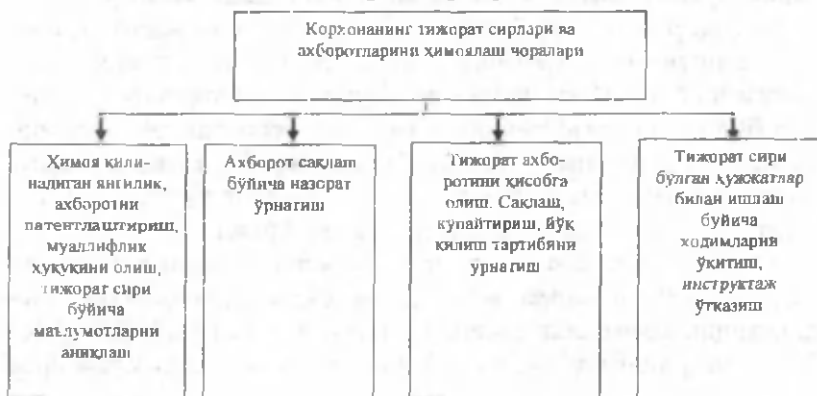 Корхонанинг тижорат сирлари ва
ахборотларини ҳимоялаш чоралари
Ҳимоя қили-
надиган янгилик,
ахборотни
патентлаштириш,
муаллифлик
ҳуқуқини олиш,
тижорат сири
бўйича
маълумотларни
аниқлаш
Ахборот сақлаш
бўйича назорат
ўрнатиш
Тижорат ахбо-
ротини ҳисобга
олиш. Сақлаш,
кўпайтириш, йўқ
қилиш тартибини
ўрнатиш
Тижорат сири
бўлган ҳужжатлар
билан ишлаш
бўйича
ходимларни
ўқитиш,
инструктаж
ўтказиш